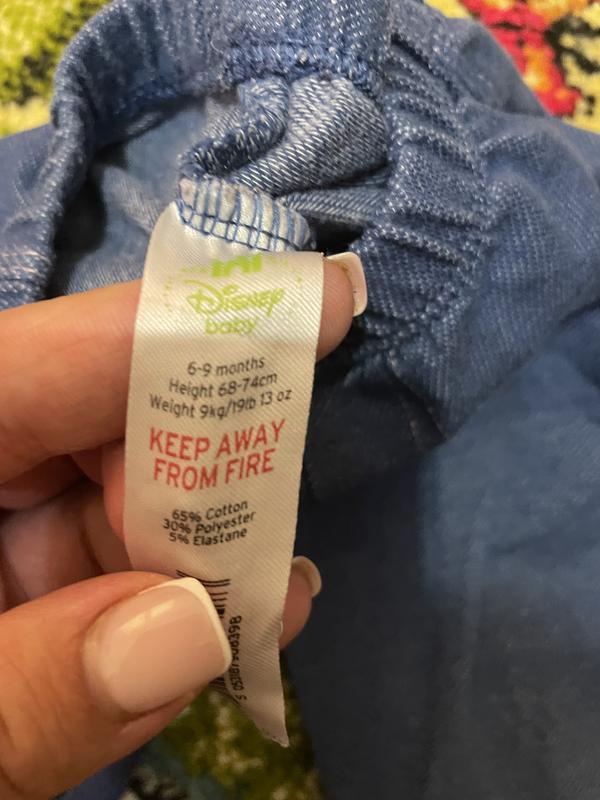 Disney
baby
6-9 months
Height 68-74cm
Weight 9kg/19lb 13 oz
KEEP AWAY
FROM FIRE
65% Cotton
30% Polyester
5% Elastane